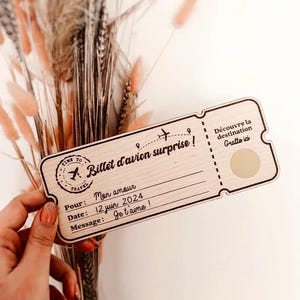 TIME TO
TRAVEL
Billet d'avion surprise !
Pour : Mon amour
Date : 12 juin 2024
Message : Je t'aime !
Découvre la
destination
Gratte ici